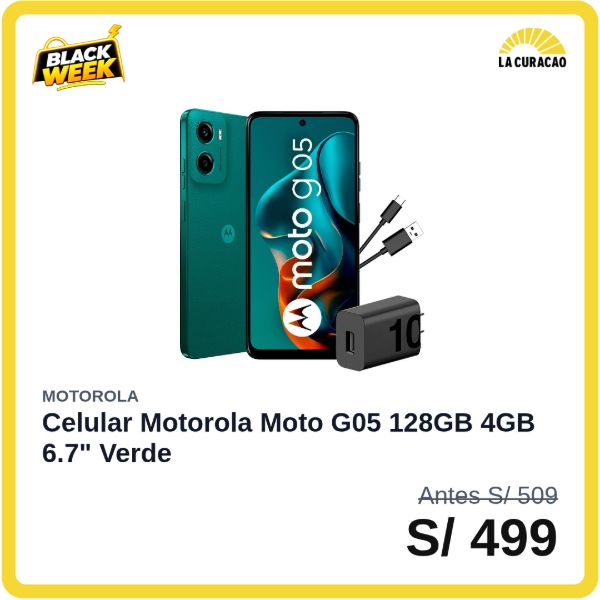 BLACK
WEEK
LA CURACAO
moto g05
10
MOTOROLA
Celular Motorola Moto G05 128GB 4GB
6.7" Verde
Antes S/ 509
S/ 499